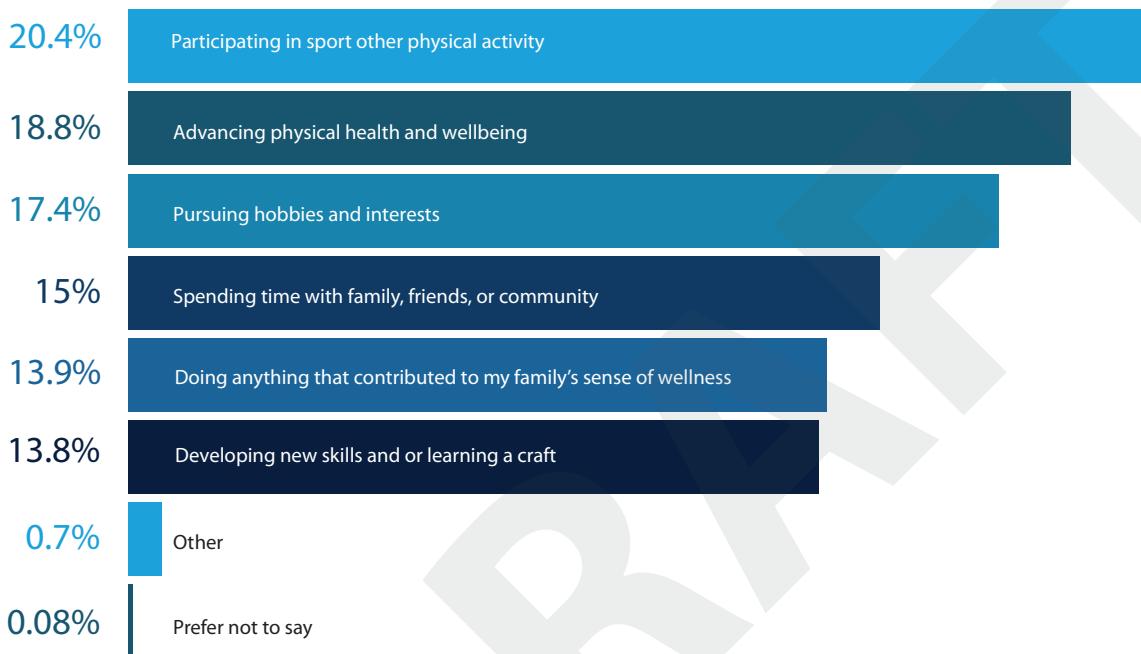 20.4% Participating in sport other physical activity
18.8% Advancing physical health and wellbeing
17.4% Pursuing hobbies and interests
15% Spending time with family, friends, or community
13.9% Doing anything that contributed to my family’s sense of wellness
13.8% Developing new skills and or learning a craft
0.7% Other
0.08% Prefer not to say
RAFT